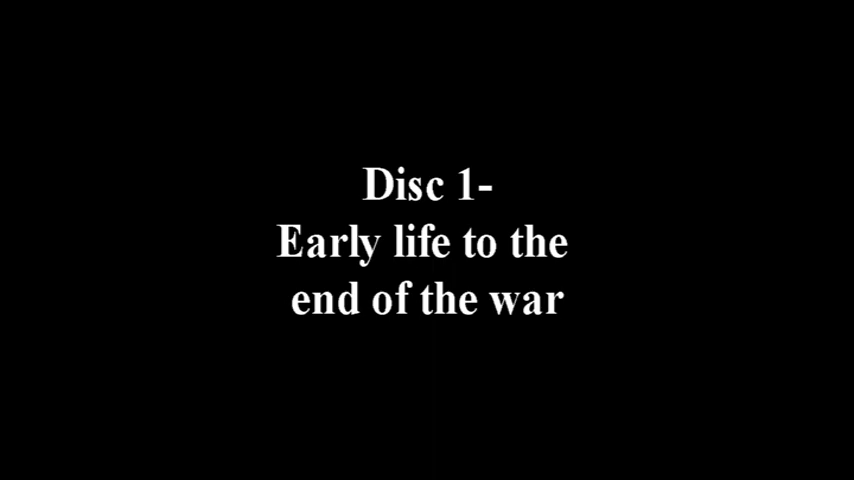 Disc 1-
Early life to the
end of the war